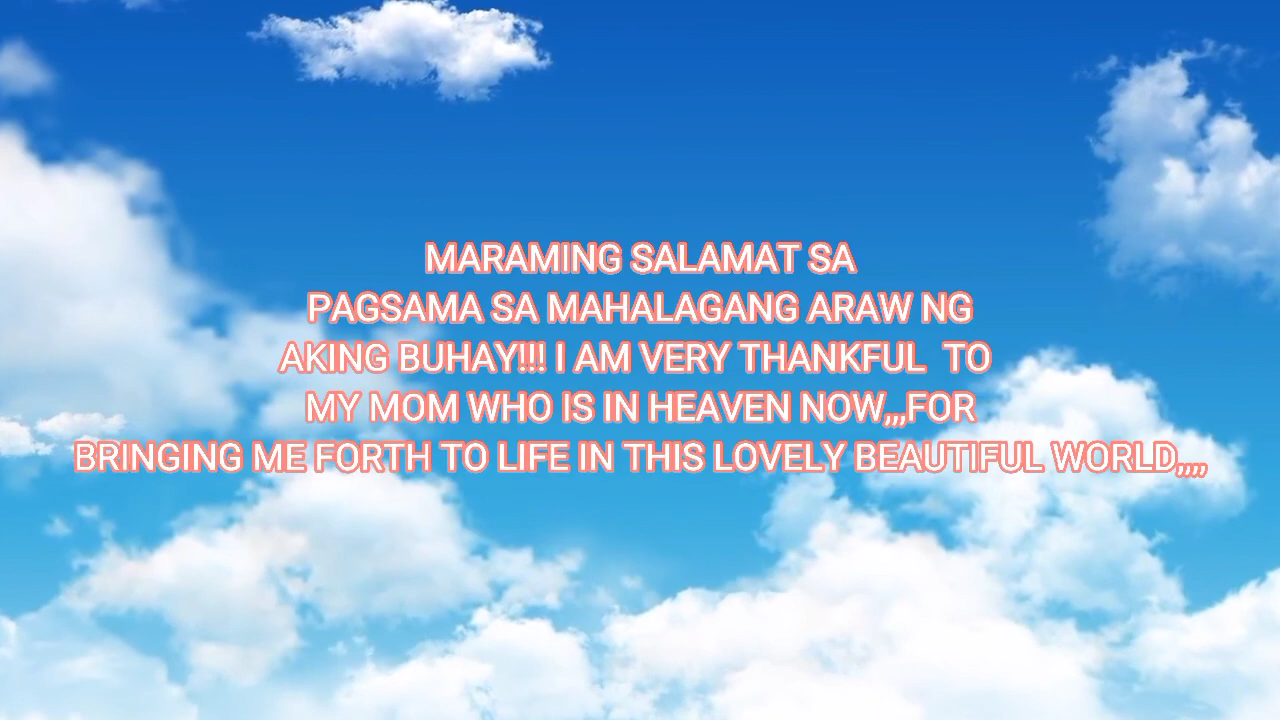 MARAMING SALAMAT SA
PAGSAMA SA MAHALAGANG ARAW NG
AKING BUHAY!!! I AM VERY THANKFUL  TO
MY MOM WHO IS IN HEAVEN NOW,,,FOR
BRINGING ME FORTH TO LIFE IN THIS LOVELY BEAUTIFUL WORLD,,,,